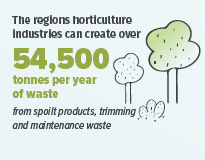 The regions horticulture
industries can create over
54,500
tonnes per year
of waste
from spoilt products, trimming
and maintenance waste